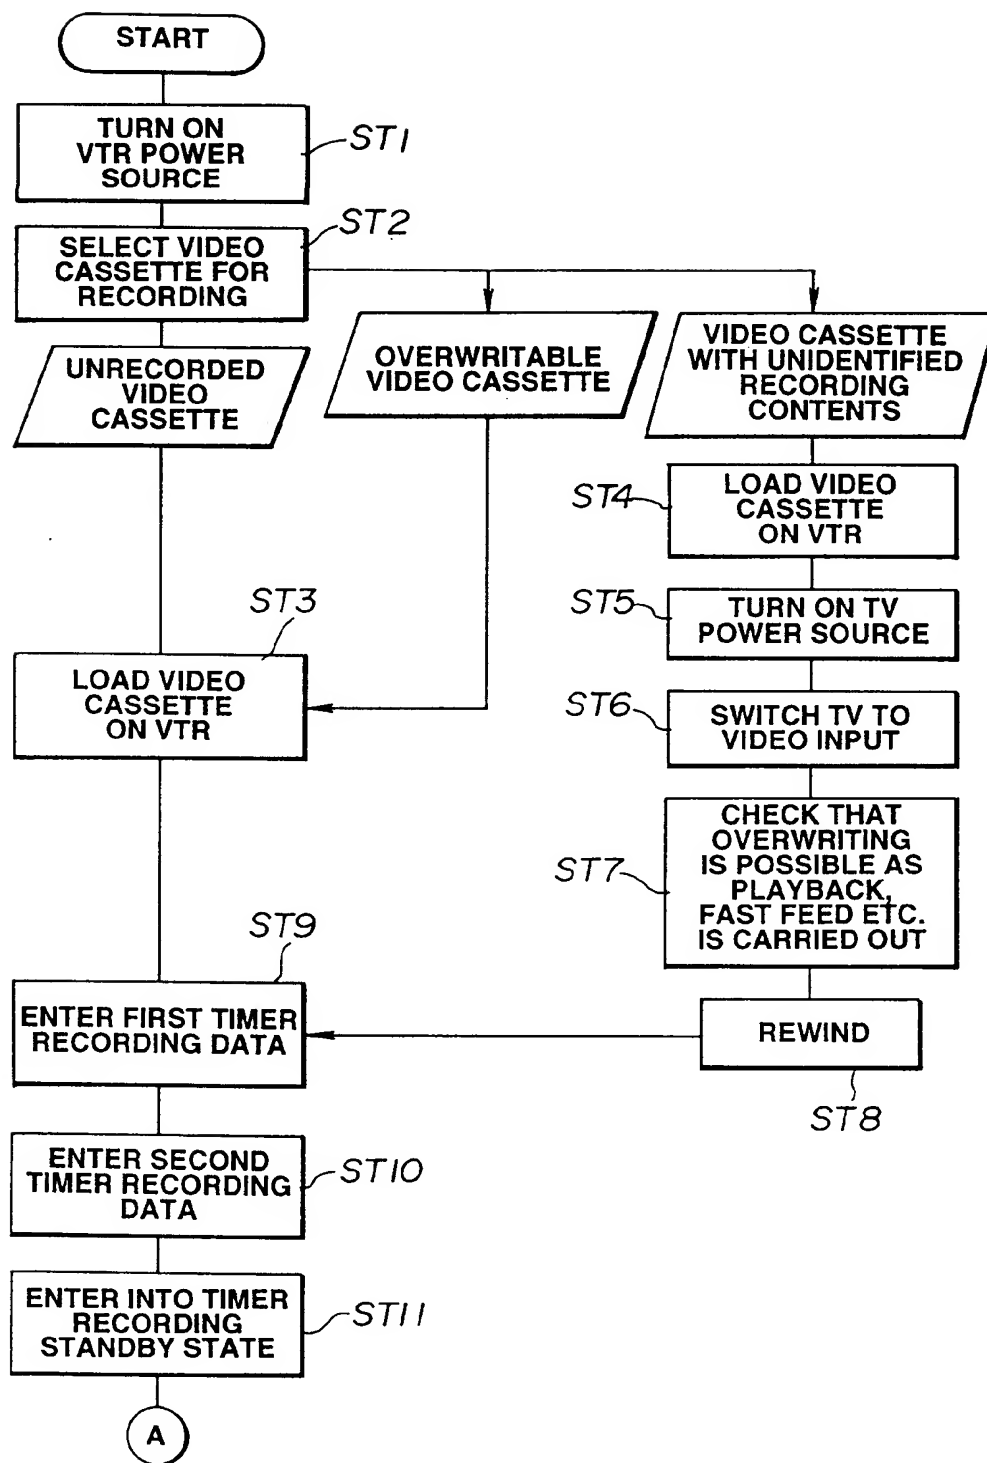 START
TURN ON
VTR POWER
SOURCE
ST1
SELECT VIDEO
CASSETTE FOR
RECORDING
ST2
UNRECORDED
VIDEO
CASSETTE
OVERWRITABLE
VIDEO CASSETTE
VIDEO CASSETTE
WITH UNIDENTIFIED
RECORDING
CONTENTS
ST4
LOAD VIDEO
CASSETTE
ON VTR
ST5
TURN ON TV
POWER SOURCE
ST3
LOAD VIDEO
CASSETTE
ON VTR
ST6
SWITCH TV TO
VIDEO INPUT
ST7
CHECK THAT
OVERWRITING
IS POSSIBLE AS
PLAYBACK,
FAST FEED ETC.
IS CARRIED OUT
ST9
ENTER FIRST TIMER
RECORDING DATA
REWIND
ST8
ENTER SECOND
TIMER RECORDING
DATA
ST10
ENTER INTO TIMER
RECORDING
STANDBY STATE
ST11
A